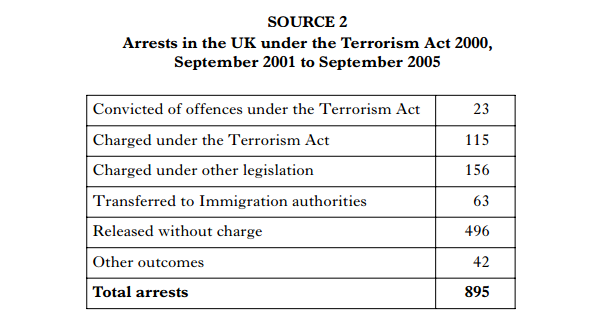 SOURCE 2
Arrests in the UK under the Terrorism Act 2000,
September 2001 to September 2005
Convicted of offences under the Terrorism Act 23
Charged under the Terrorism Act 115
Charged under other legislation 156
Transferred to Immigration authorities 63
Released without charge 496
Other outcomes 42
Total arrests 895